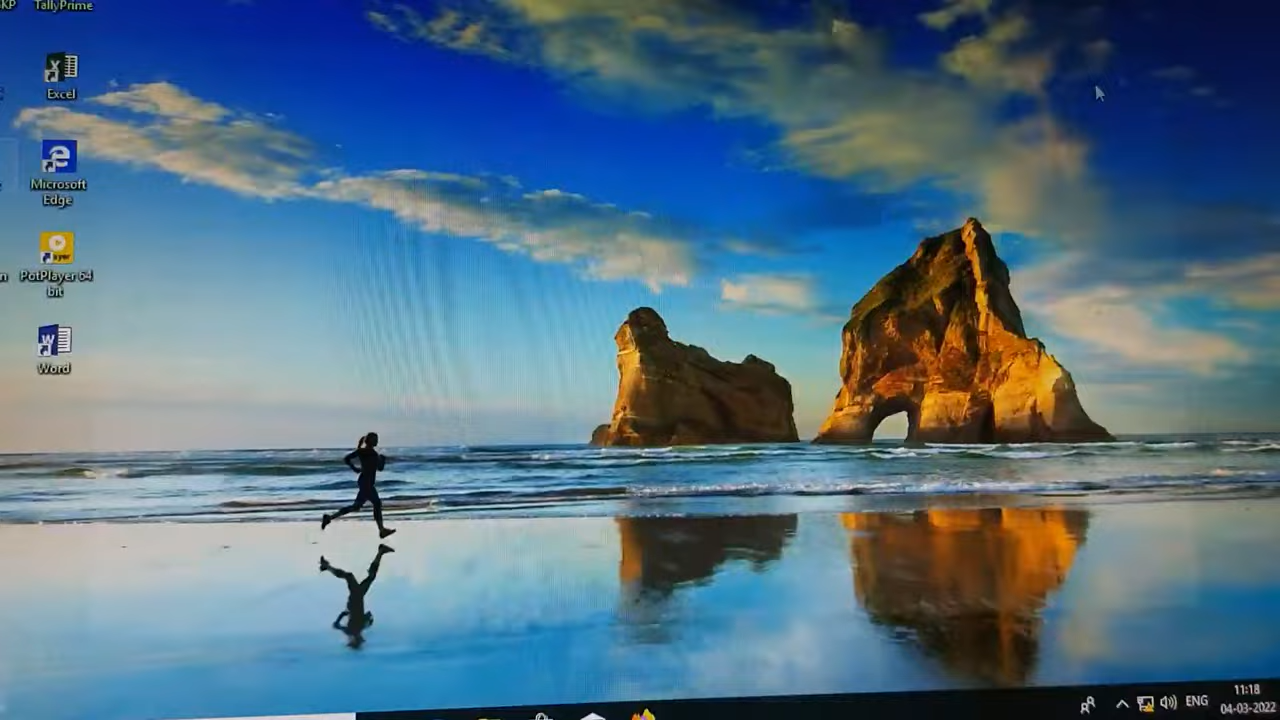 KP
TallyPrime
Excel
Microsoft
Edge
PotPlayer 64
bit
Word
ENG
11:18
04-03-2022